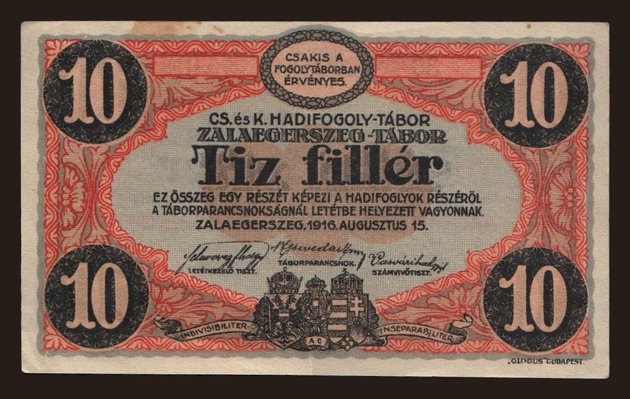 10
10
CSAKIS A
FOGOLYTÁBORBAN
ÉRVÉNYES.
CS. és K. HADIFOGOLY-TÁBOR
ZALAEGERSZEG-TÁBOR
Tiz fillér
EZ ÖSSZEG EGY RÉSZÉT KÉPEZI A HADIFOGLYOK RÉSZÉRŐL
A TÁBORPARANCSNOKSÁGNÁL LETÉTBE HELYEZETT VAGYONNAK.
ZALAEGERSZEG, 1916. AUGUSZTUS 15.
LETÉTKEZELŐ TISZT.
TÁBORPARANCSNOK.
SZÁMVIVŐTISZT.
10
10
INDIVISIBILITER
AC
INSEPARABILITER
„GLOBUS" BUDAPEST.